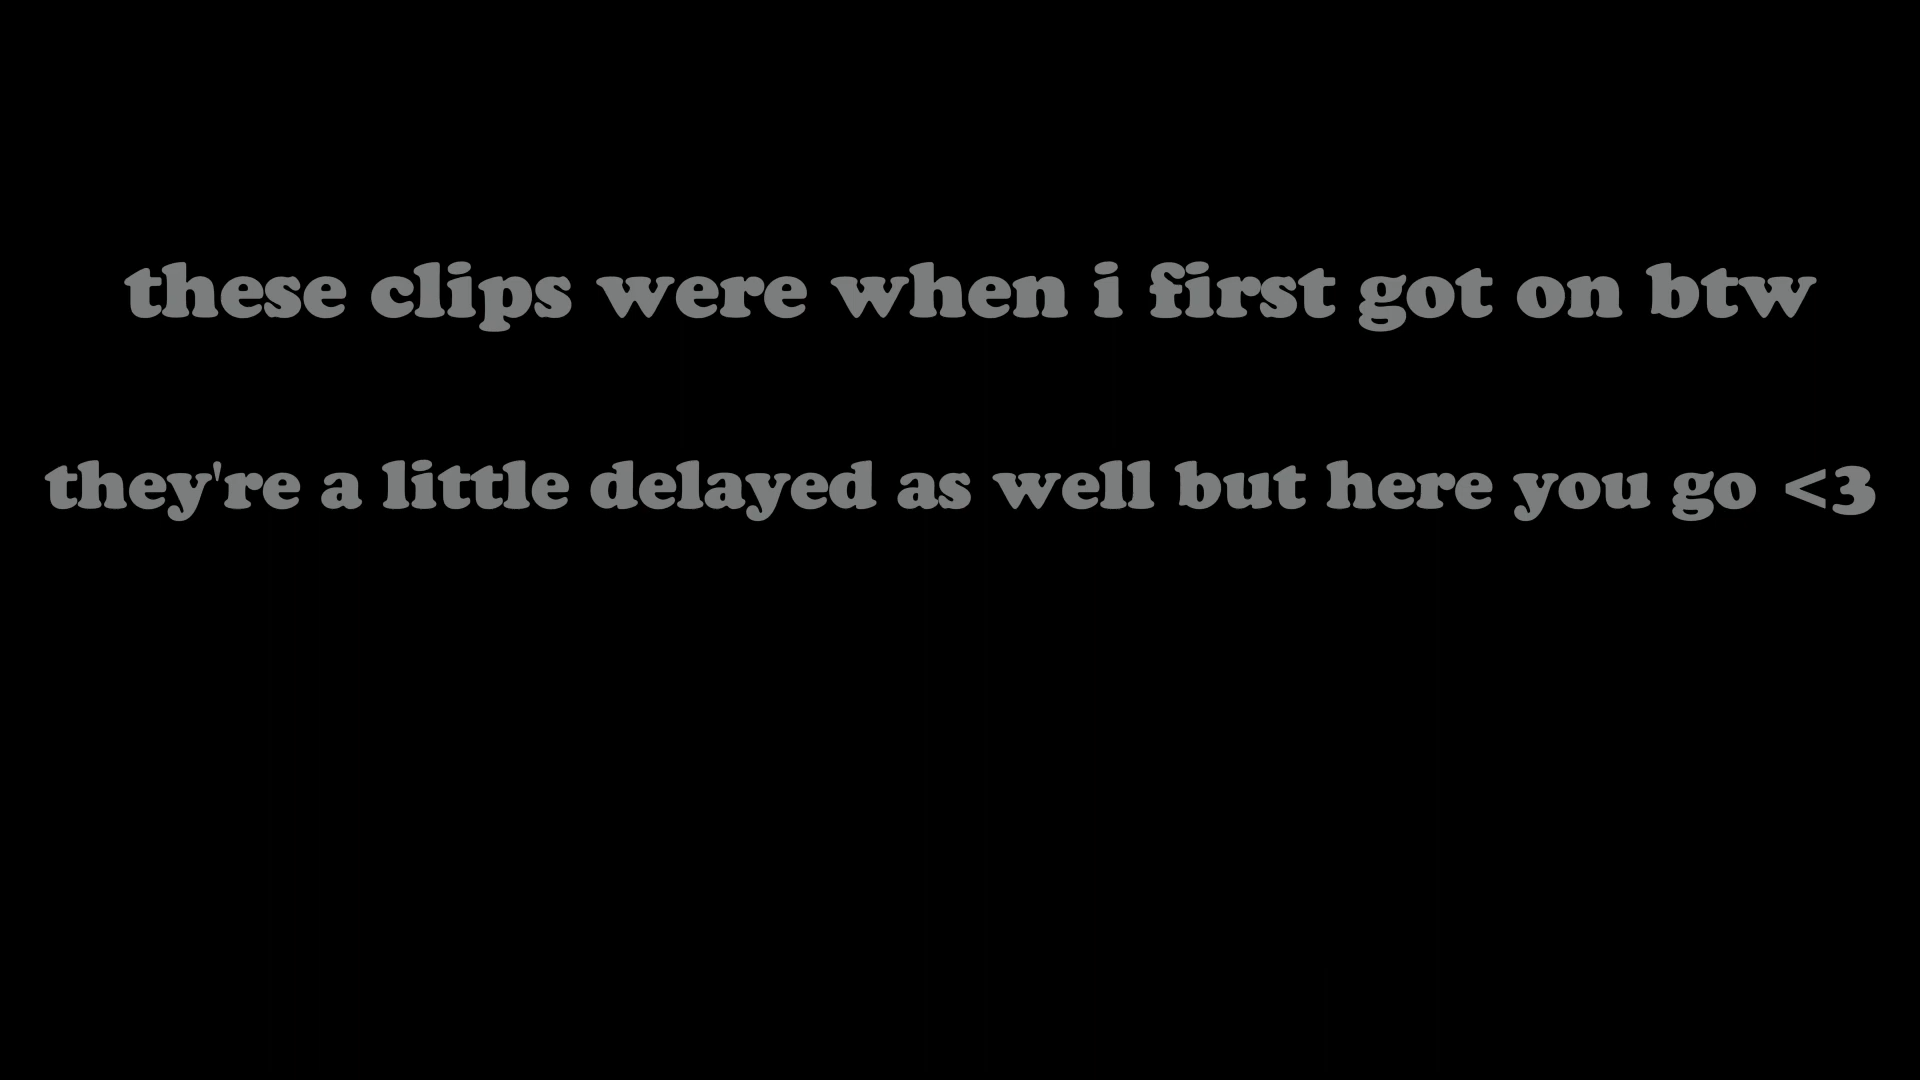 these clips were when i first got on btw
they're a little delayed as well but here you go <3